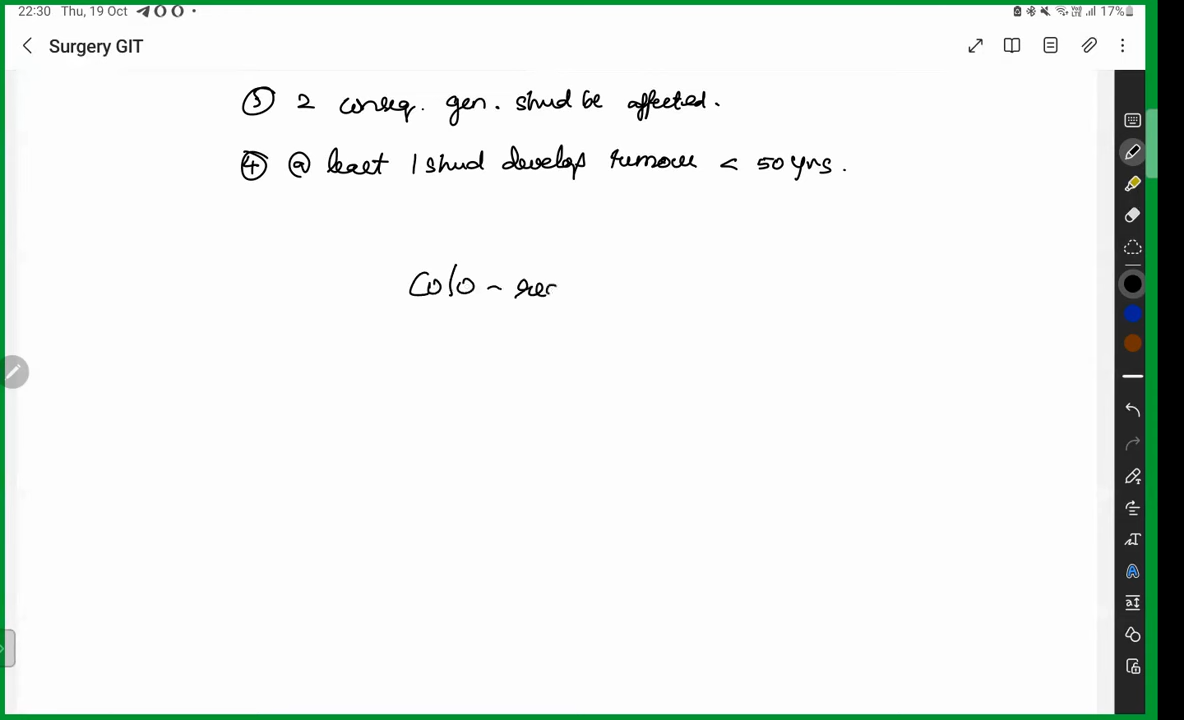 22:30 Thu, 19 Oct 17%
Surgery GIT
③ 2 conseq. gen. shud be affected.
④ @ least 1 shud develop tumour < 50 yrs.
Colo - rec